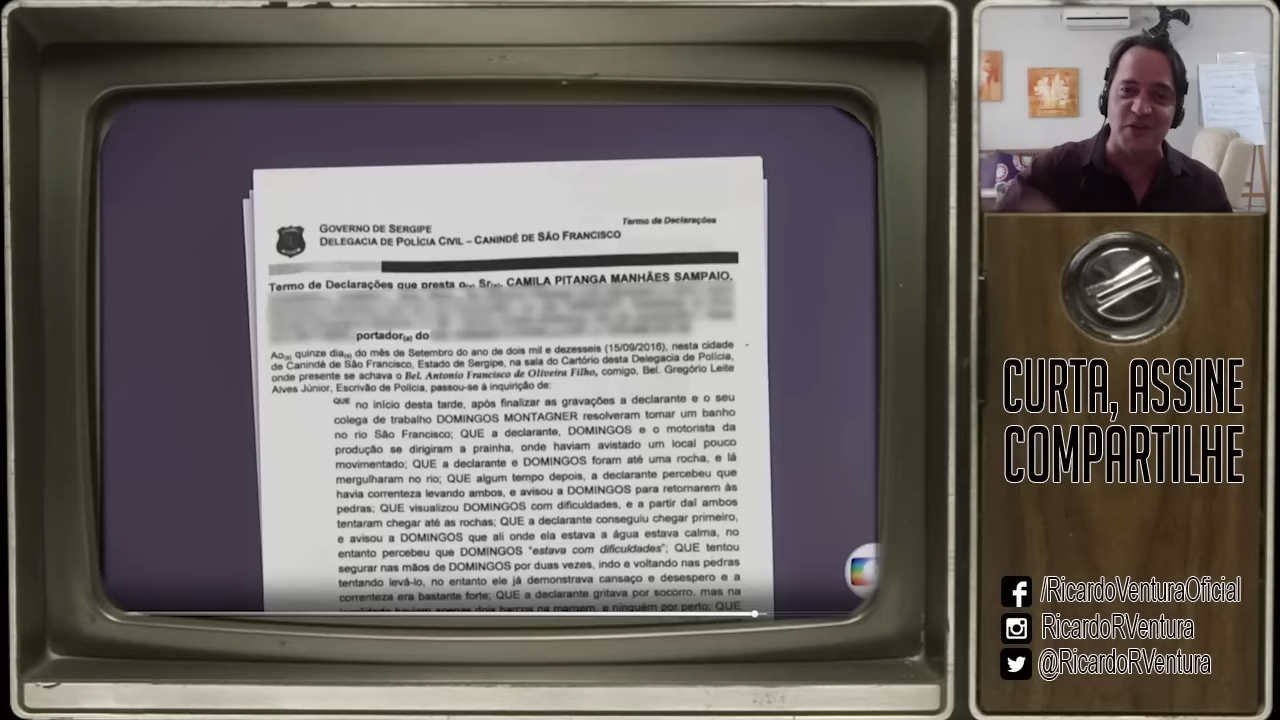 GOVERNO DE SERGIPE
DELEGACIA DE POLÍCIA CIVIL – CANINDÉ DE SÃO FRANCISCO
Termo de Declarações
Termo de Declarações que presta o(a) Sr(a). CAMILA PITANGA MANHÃES SAMPAIO,
portador(a) do
Ao(s) quinze dia(s) do mês de Setembro do ano de dois mil e dezesseis (15/09/2016), nesta cidade
de Canindé de São Francisco, Estado de Sergipe, na sala do Cartório desta Delegacia de Polícia,
onde presente se achava o Bel. Antonio Francisco de Oliveira Filho, comigo, Bel. Gregório Leite
Alves Júnior, Escrivão de Polícia, passou-se à inquirição de:
QUE no início desta tarde, após finalizar as gravações a declarante e o seu
colega de trabalho DOMINGOS MONTAGNER resolveram tomar um banho
no rio São Francisco; QUE a declarante, DOMINGOS e o motorista da
produção se dirigiram a prainha, onde haviam avistado um local pouco
movimentado; QUE a declarante e DOMINGOS foram até uma rocha, e lá
mergulharam no rio; QUE algum tempo depois, a declarante percebeu que
havia correnteza levando ambos, e avisou a DOMINGOS para retornarem às
pedras; QUE visualizou DOMINGOS com dificuldades, e a partir daí ambos
tentaram chegar até as rochas; QUE a declarante conseguiu chegar primeiro,
e avisou a DOMINGOS que ali onde ela estava a água estava calma, no
entanto percebeu que DOMINGOS "estava com dificuldades"; QUE tentou
segurar nas mãos de DOMINGOS por duas vezes, indo e voltando nas pedras
tentando levá-lo, no entanto ele já demonstrava cansaço e desespero e a
correnteza era bastante forte; QUE a declarante gritava por socorro, mas na
localidade haviam apenas dois barcos na margem, e ninguém por perto; QUE
CURTA, ASSINE
COMPARTILHE
/RicardoVenturaOficial
RicardoRVentura
@RicardoRVentura